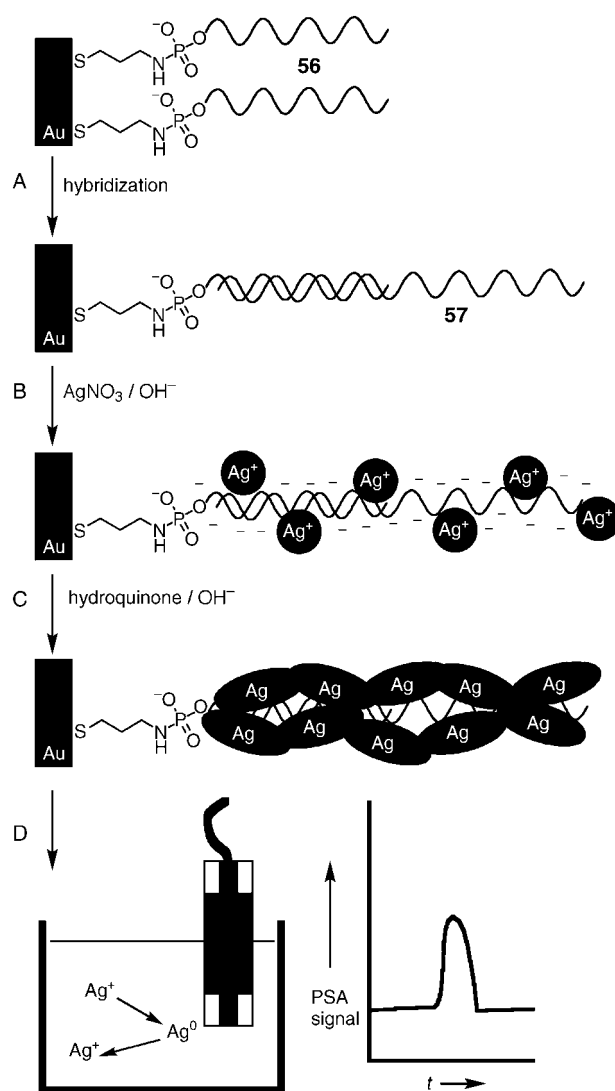 ⁻O
P
O
S
N
H
O
56
⁻O
P
O
Au
S
N
H
O
A
hybridization
⁻O
P
O
S
N
H
O
Au
57
B
AgNO₃ / OH⁻
Ag⁺ Ag⁺ Ag⁺
⁻O
P
O
S
N
H
O
Au
Ag⁺ Ag⁺ Ag⁺
C
hydroquinone / OH⁻
Ag Ag Ag Ag Ag
⁻O
P
O
S
N
H
O
Au
Ag Ag Ag Ag Ag
D
Ag⁺
Ag⁰
Ag⁺
PSA
signal
t